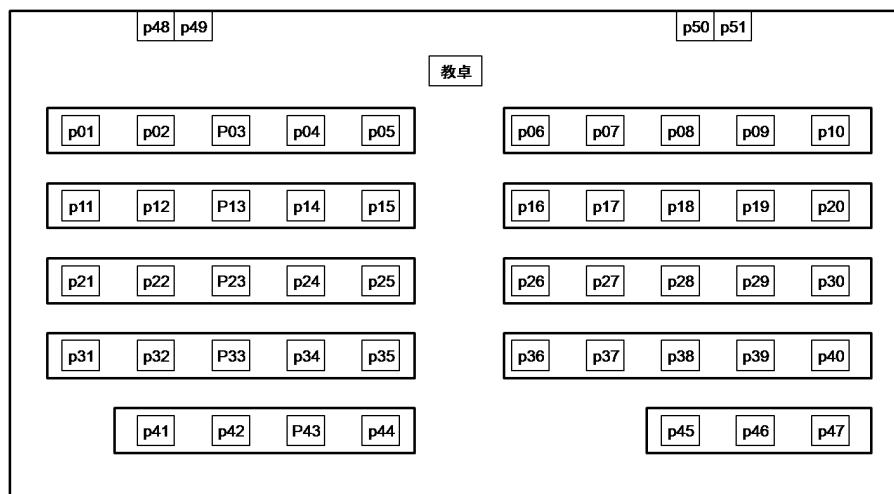 p48 p49 p50 p51
教卓
p01 p02 P03 p04 p05 p06 p07 p08 p09 p10
p11 p12 P13 p14 p15 p16 p17 p18 p19 p20
p21 p22 P23 p24 p25 p26 p27 p28 p29 p30
p31 p32 P33 p34 p35 p36 p37 p38 p39 p40
p41 p42 P43 p44 p45 p46 p47